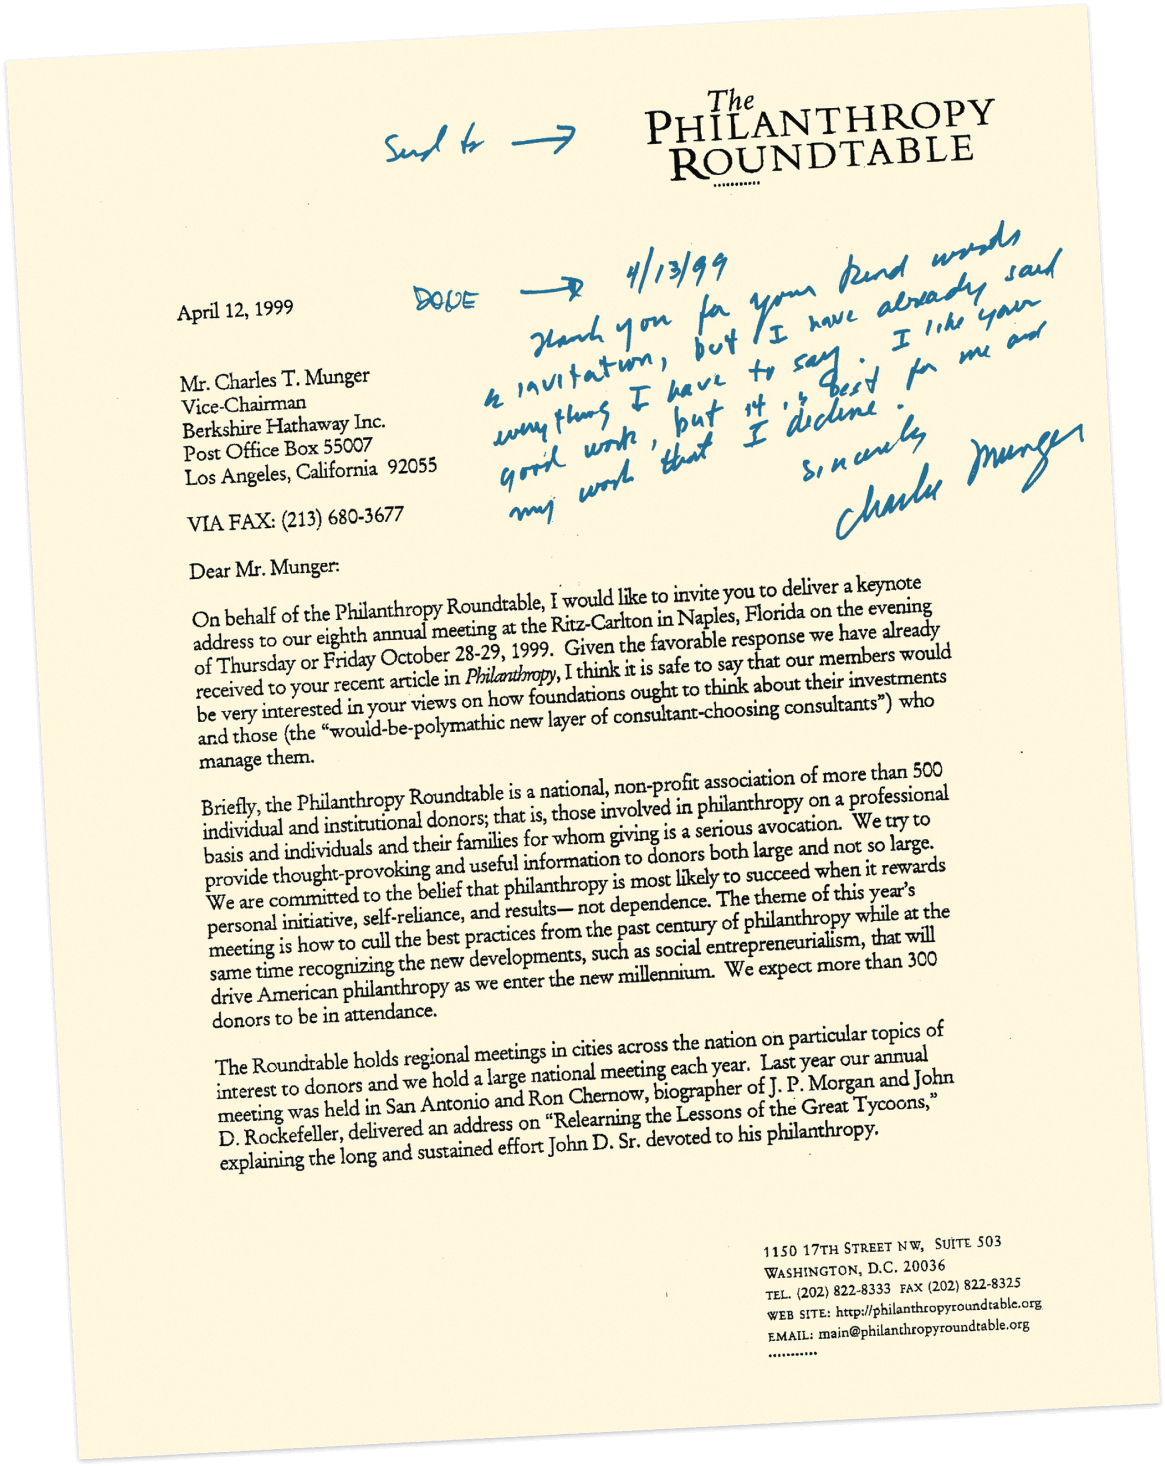 The
PHILANTHROPY
ROUNDTABLE
Send to →
DONE → 4/13/99
Thank you for your kind words
& invitation, but I have already said
everything I have to say. I like your
good work, but it is best for me and
my work that I decline.
Sincerely
Charlie Munger
April 12, 1999
Mr. Charles T. Munger
Vice-Chairman
Berkshire Hathaway Inc.
Post Office Box 55007
Los Angeles, California 92055
VIA FAX: (213) 680-3677
Dear Mr. Munger:
On behalf of the Philanthropy Roundtable, I would like to invite you to deliver a keynote
address to our eighth annual meeting at the Ritz-Carlton in Naples, Florida on the evening
of Thursday or Friday October 28-29, 1999. Given the favorable response we have already
received to your recent article in Philanthropy, I think it is safe to say that our members would
be very interested in your views on how foundations ought to think about their investments
and those (the “would-be-polymathic new layer of consultant-choosing consultants”) who
manage them.
Briefly, the Philanthropy Roundtable is a national, non-profit association of more than 500
individual and institutional donors; that is, those involved in philanthropy on a professional
basis and individuals and their families for whom giving is a serious avocation. We try to
provide thought-provoking and useful information to donors both large and not so large.
We are committed to the belief that philanthropy is most likely to succeed when it rewards
personal initiative, self-reliance, and results— not dependence. The theme of this year’s
meeting is how to cull the best practices from the past century of philanthropy while at the
same time recognizing the new developments, such as social entrepreneurialism, that will
drive American philanthropy as we enter the new millennium. We expect more than 300
donors to be in attendance.
The Roundtable holds regional meetings in cities across the nation on particular topics of
interest to donors and we hold a large national meeting each year. Last year our annual
meeting was held in San Antonio and Ron Chernow, biographer of J. P. Morgan and John
D. Rockefeller, delivered an address on “Relearning the Lessons of the Great Tycoons,”
explaining the long and sustained effort John D. Sr. devoted to his philanthropy.
1150 17TH STREET NW, SUITE 503
WASHINGTON, D.C. 20036
TEL. (202) 822-8333 FAX (202) 822-8325
WEB SITE: http://philanthropyroundtable.org
EMAIL: main@philanthropyroundtable.org